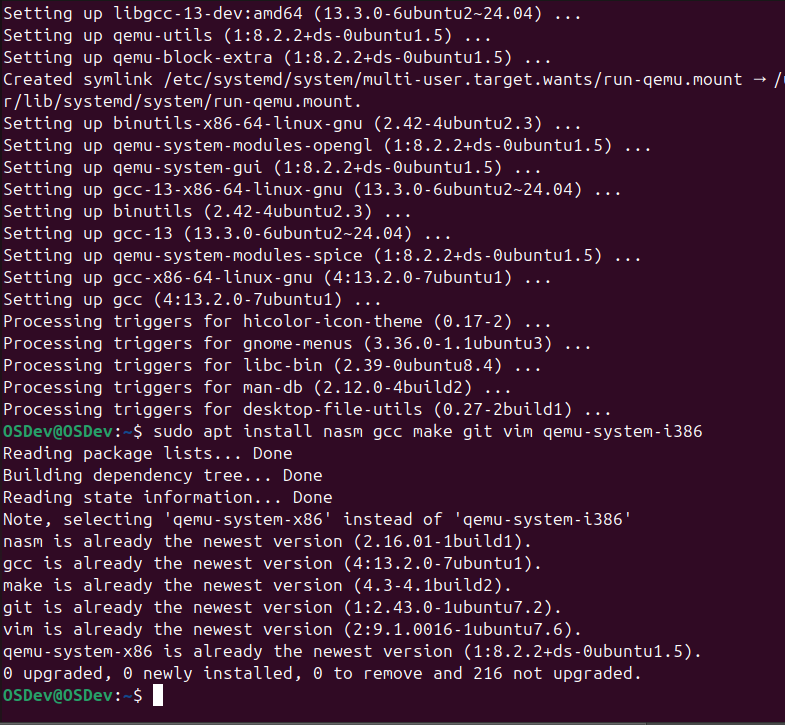 Setting up libgcc-13-dev:amd64 (13.3.0-6ubuntu2~24.04) ...
Setting up qemu-utils (1:8.2.2+ds-0ubuntu1.5) ...
Setting up qemu-block-extra (1:8.2.2+ds-0ubuntu1.5) ...
Created symlink /etc/systemd/system/multi-user.target.wants/run-qemu.mount → /u
r/lib/systemd/system/run-qemu.mount.
Setting up binutils-x86-64-linux-gnu (2.42-4ubuntu2.3) ...
Setting up qemu-system-modules-opengl (1:8.2.2+ds-0ubuntu1.5) ...
Setting up qemu-system-gui (1:8.2.2+ds-0ubuntu1.5) ...
Setting up gcc-13-x86-64-linux-gnu (13.3.0-6ubuntu2~24.04) ...
Setting up binutils (2.42-4ubuntu2.3) ...
Setting up gcc-13 (13.3.0-6ubuntu2~24.04) ...
Setting up qemu-system-modules-spice (1:8.2.2+ds-0ubuntu1.5) ...
Setting up gcc-x86-64-linux-gnu (4:13.2.0-7ubuntu1) ...
Setting up gcc (4:13.2.0-7ubuntu1) ...
Processing triggers for hicolor-icon-theme (0.17-2) ...
Processing triggers for gnome-menus (3.36.0-1.1ubuntu3) ...
Processing triggers for libc-bin (2.39-0ubuntu8.4) ...
Processing triggers for man-db (2.12.0-4build2) ...
Processing triggers for desktop-file-utils (0.27-2build1) ...
OSDev@OSDev:~$ sudo apt install nasm gcc make git vim qemu-system-i386
Reading package lists... Done
Building dependency tree... Done
Reading state information... Done
Note, selecting 'qemu-system-x86' instead of 'qemu-system-i386'
nasm is already the newest version (2.16.01-1build1).
gcc is already the newest version (4:13.2.0-7ubuntu1).
make is already the newest version (4.3-4.1build2).
git is already the newest version (1:2.43.0-1ubuntu7.2).
vim is already the newest version (2:9.1.0016-1ubuntu7.6).
qemu-system-x86 is already the newest version (1:8.2.2+ds-0ubuntu1.5).
0 upgraded, 0 newly installed, 0 to remove and 216 not upgraded.
OSDev@OSDev:~$